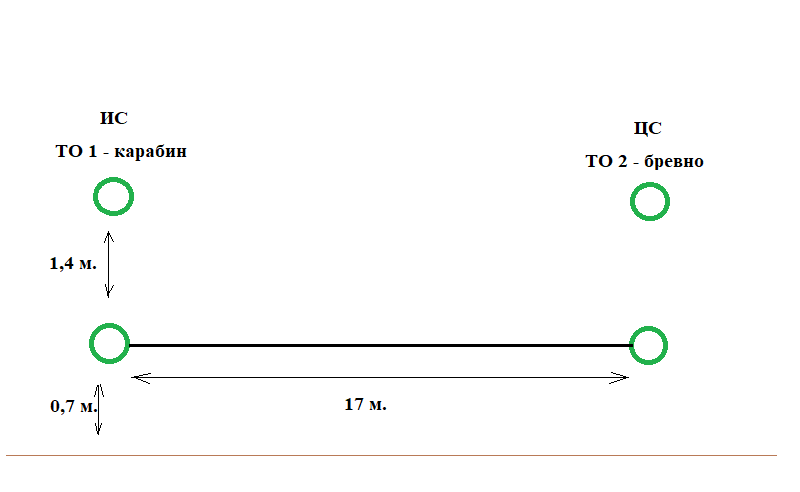 ИС
ТО 1 - карабин
ЦС
ТО 2 - бревно
1,4 м.
0,7 м.
17 м.